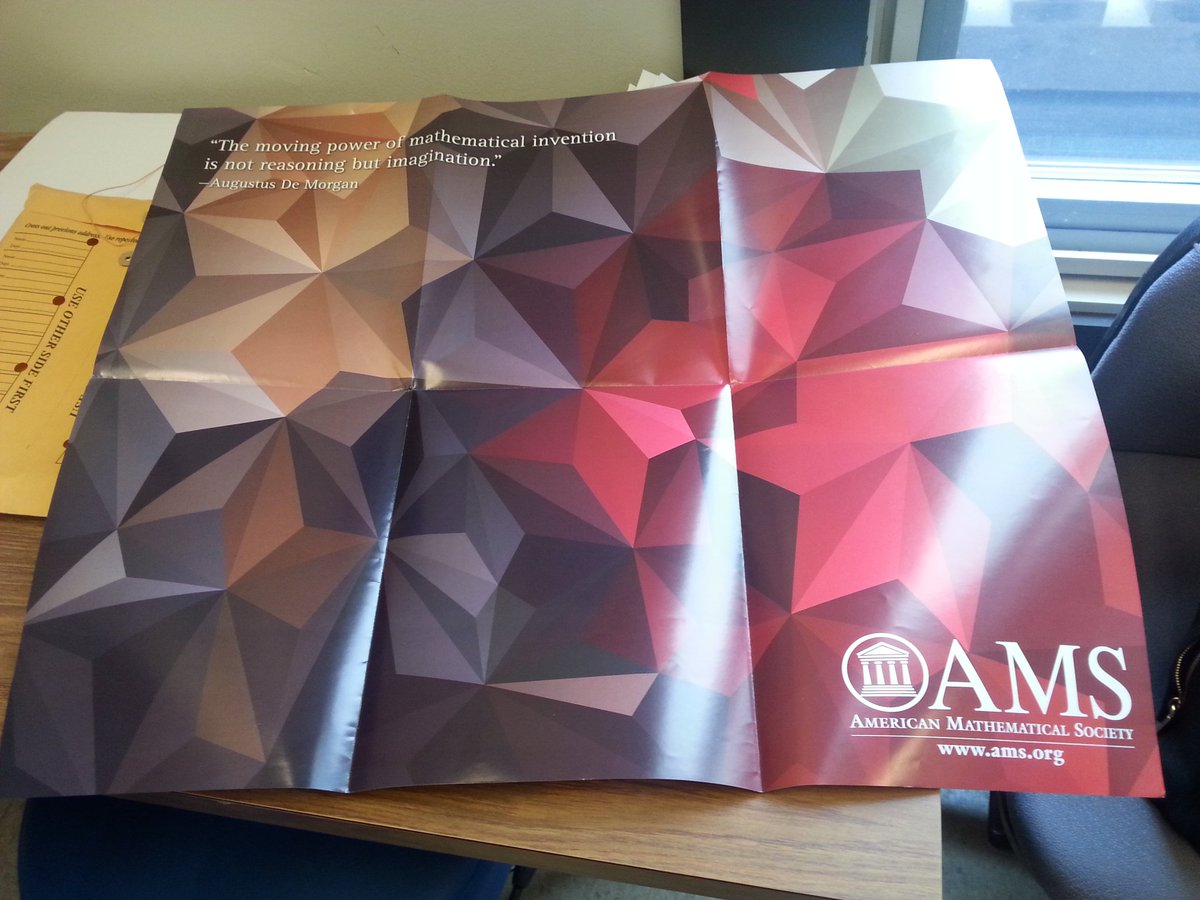 “The moving power of mathematical invention
is not reasoning but imagination.”
—Augustus De Morgan
USE OTHER SIDE FIRST
AMS
American Mathematical Society
www.ams.org